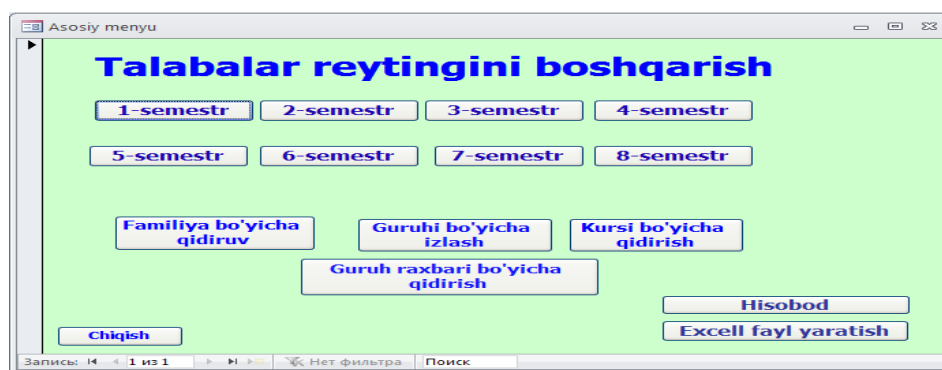 Asosiy menyu
Talabalar reytingini boshqarish
1-semestr 2-semestr 3-semestr 4-semestr
5-semestr 6-semestr 7-semestr 8-semestr
Familiya bo'yicha qidiruv
Guruhi bo'yicha izlash
Kursi bo'yicha qidirish
Guruh raxbari bo'yicha qidirish
Hisobod
Chiqish
Excell fayl yaratish
Запись: 1 из 1 Нет фильтра Поиск